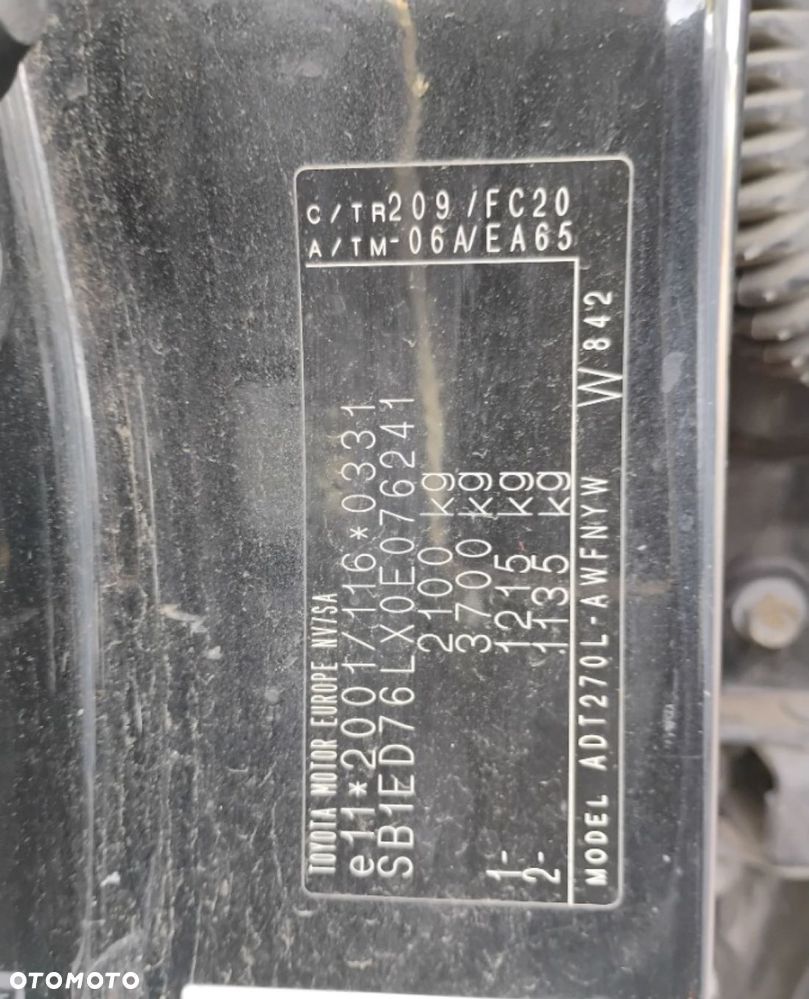 TOYOTA MOTOR EUROPE NV/SA
e11*2001/116*0331
SB1ED76LX0E076241
2100 kg
3700 kg
1- 1215 kg
2- 1135 kg
MODEL ADT270L-AWFNYW W842
C/TR209/FC20
A/TM-06A/EA65
OTOMOTO